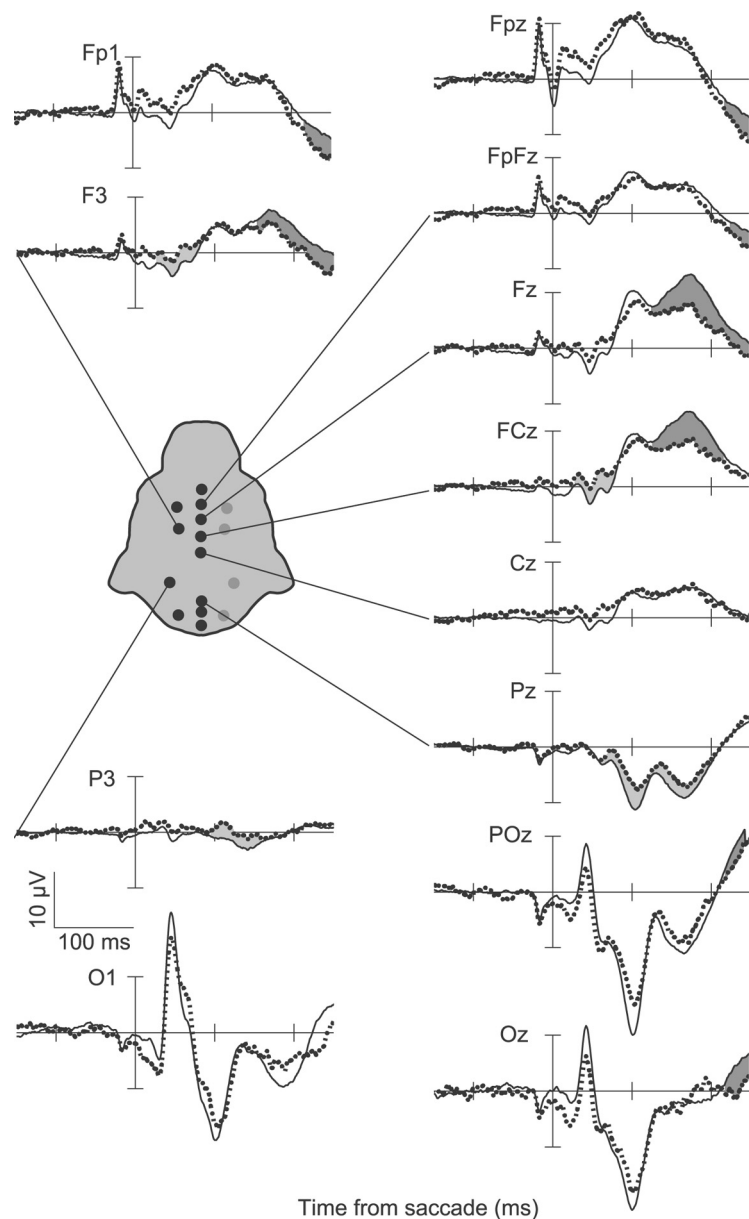 Fp1
F3
P3
10 μV
100 ms
O1
Fpz
FpFz
Fz
FCz
Cz
Pz
POz
Oz
Time from saccade (ms)